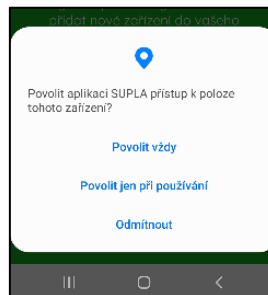 přidat nové zařízení do vašeho
Povolit aplikaci SUPLA přístup k poloze
tohoto zařízení?
Povolit vždy
Povolit jen při používání
Odmítnout